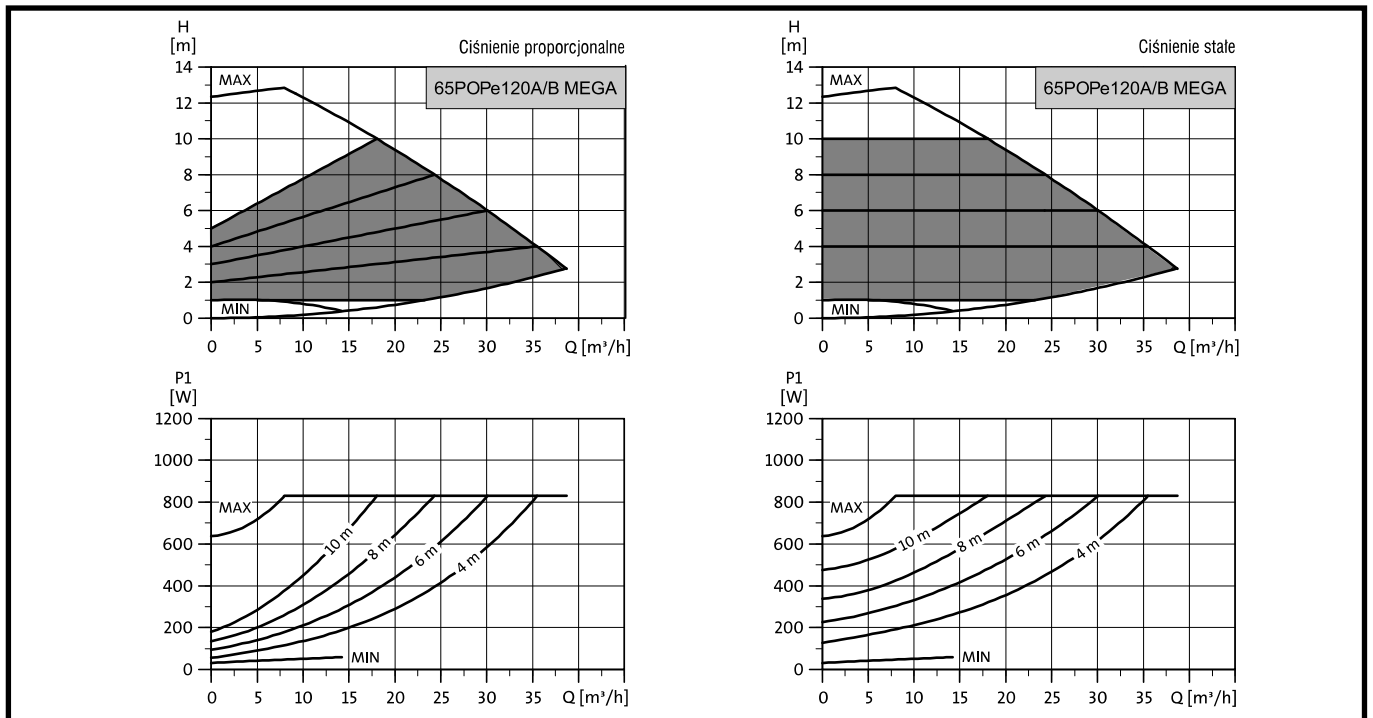 H
[m]
Ciśnienie proporcjonalne
65POPe120A/B MEGA
MAX
14
12
10
8
6
4
2
0
MIN
0 5 10 15 20 25 30 35 Q [m³/h]
H
[m]
Ciśnienie stałe
65POPe120A/B MEGA
MAX
14
12
10
8
6
4
2
0
MIN
0 5 10 15 20 25 30 35 Q [m³/h]
P1
[W]
1200
1000
800
600
400
200
0
MAX
10 m
8 m
6 m
4 m
MIN
0 5 10 15 20 25 30 35 Q [m³/h]
P1
[W]
1200
1000
800
600
400
200
0
MAX
10 m
8 m
6 m
4 m
MIN
0 5 10 15 20 25 30 35 Q [m³/h]